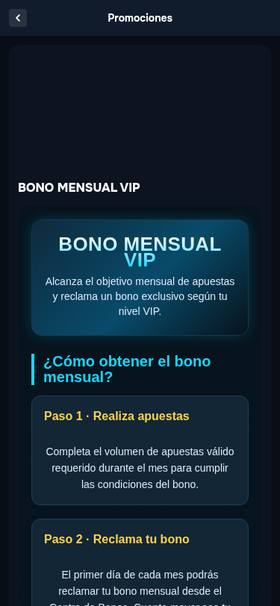 Promociones
BONO MENSUAL VIP
BONO MENSUAL
VIP
Alcanza el objetivo mensual de apuestas
y reclama un bono exclusivo según tu
nivel VIP.
¿Cómo obtener el bono
mensual?
Paso 1 · Realiza apuestas
Completa el volumen de apuestas válido
requerido durante el mes para cumplir
las condiciones del bono.
Paso 2 · Reclama tu bono
El primer día de cada mes podrás
reclamar tu bono mensual desde el